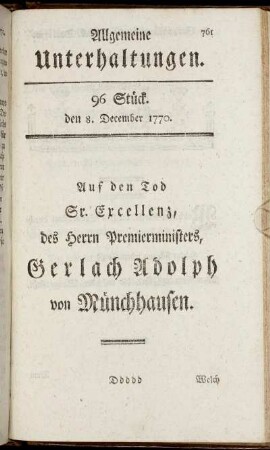 Allgemeine 761
Unterhaltungen.
96 Stück.
den 8. December 1770.
Auf den Tod
Sr. Excellenz,
des Herrn Premierministers,
Gerlach Adolph
von Münchhausen.
Ddddd Welch